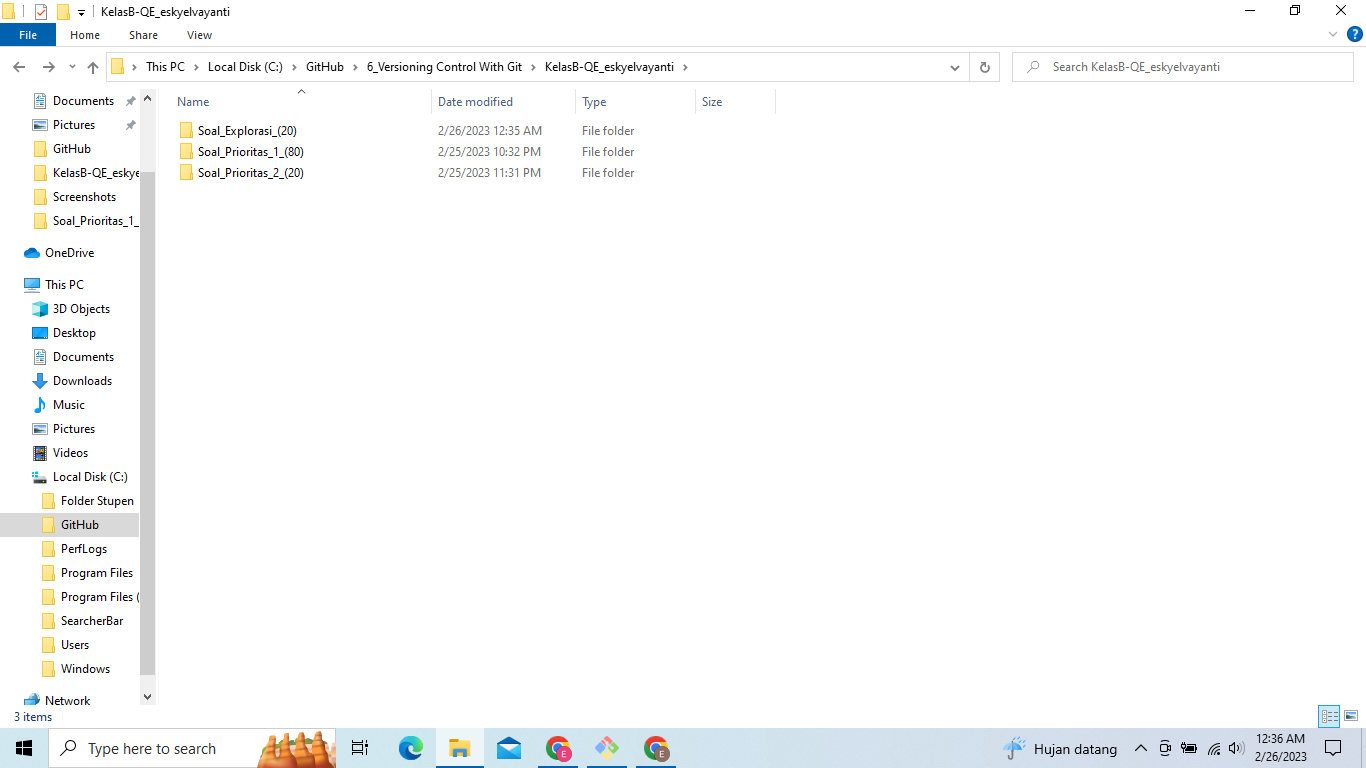 KelasB-QE_eskyelvayanti
File Home Share View
This PC Local Disk (C:) GitHub 6_Versioning Control With Git KelasB-QE_eskyelvayanti
Search KelasB-QE_eskyelvayanti
Name Date modified Type Size
Soal_Explorasi_(20) 2/26/2023 12:35 AM File folder
Soal_Prioritas_1_(80) 2/25/2023 10:32 PM File folder
Soal_Prioritas_2_(20) 2/25/2023 11:31 PM File folder
Documents
Pictures
GitHub
KelasB-QE_eskye
Screenshots
Soal_Prioritas_1_
OneDrive
This PC
3D Objects
Desktop
Documents
Downloads
Music
Pictures
Videos
Local Disk (C:)
Folder Stupen
GitHub
PerfLogs
Program Files
Program Files (
SearcherBar
Users
Windows
Network
3 items
Type here to search
Hujan datang
12:36 AM
2/26/2023